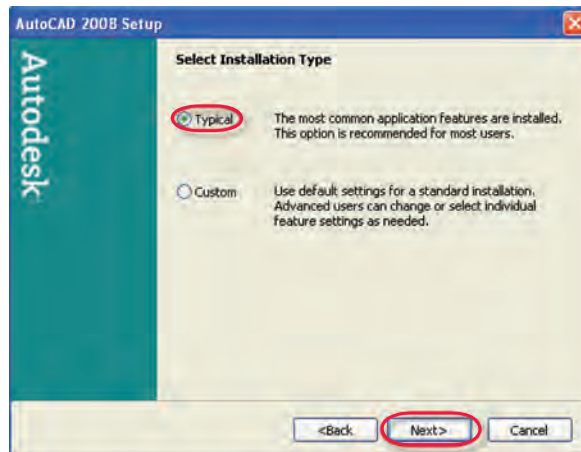 AutoCAD 2008 Setup
Autodesk
Select Installation Type
Typical
The most common application features are installed.
This option is recommended for most users.
Custom
Use default settings for a standard installation.
Advanced users can change or select individual
feature settings as needed.
<Back
Next>
Cancel